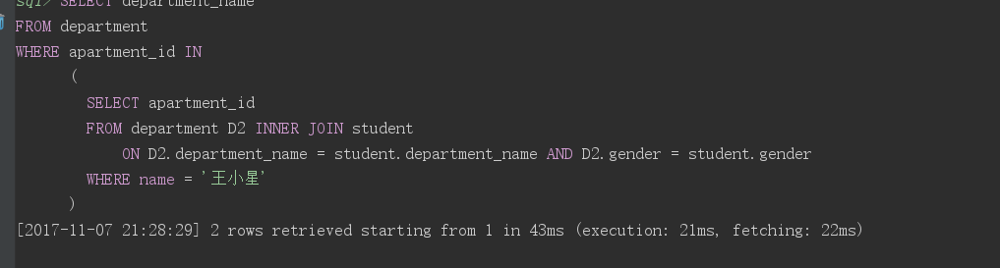 sql> SELECT department_name
FROM department
WHERE apartment_id IN
(
SELECT apartment_id
FROM department D2 INNER JOIN student
ON D2.department_name = student.department_name AND D2.gender = student.gender
WHERE name = '王小星'
)
[2017-11-07 21:28:29] 2 rows retrieved starting from 1 in 43ms (execution: 21ms, fetching: 22ms)